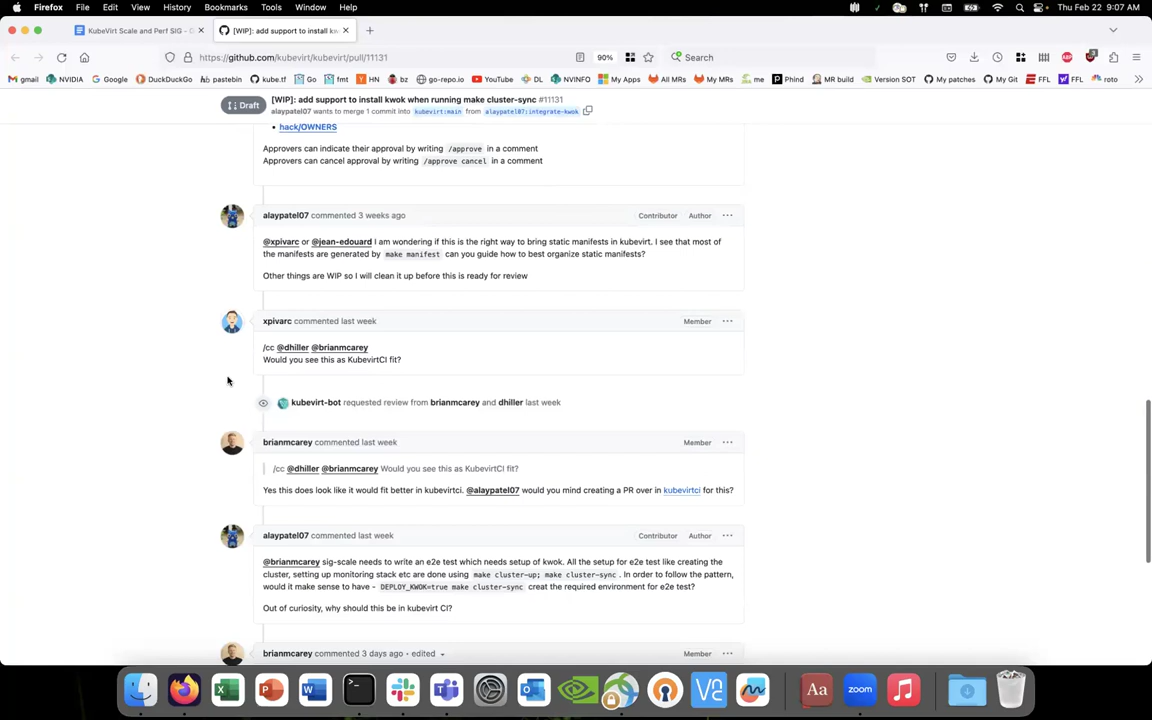 Firefox File Edit View History Bookmarks Tools Window Help Thu Feb 22 9:07 AM
KubeVirt Scale and Perf SIG - [WIP]: add support to install kw
https://github.com/kubevirt/kubevirt/pull/11131 90% Search
gmail NVIDIA Google DuckDuckGo pastebin kube.tf Go fmt HN bz go-repo.io YouTube DL NVINFO My Apps All MRs My MRs me Phind MR build Version SOT My patches My Git FFL FFL roto
Draft [WIP]: add support to install kwok when running make cluster-sync #11131
alaypatel07 wants to merge 1 commit into kubevirt:main from alaypatel07:integrate-kwok
hack/OWNERS
Approvers can indicate their approval by writing /approve in a comment
Approvers can cancel approval by writing /approve cancel in a comment
alaypatel07 commented 3 weeks ago Contributor Author
@xpivarc or @jean-edouard I am wondering if this is the right way to bring static manifests in kubevirt. I see that most of
the manifests are generated by make manifest can you guide how to best organize static manifests?
Other things are WIP so I will clean it up before this is ready for review
xpivarc commented last week Member
/cc @dhiller @brianmcarey
Would you see this as KubevirtCI fit?
kubevirt-bot requested review from brianmcarey and dhiller last week
brianmcarey commented last week Member
/cc @dhiller @brianmcarey Would you see this as KubevirtCI fit?
Yes this does look like it would fit better in kubevirtci. @alaypatel07 would you mind creating a PR over in kubevirtci for this?
alaypatel07 commented last week Contributor Author
@brianmcarey sig-scale needs to write an e2e test which needs setup of kwok. All the setup for e2e test like creating the
cluster, setting up monitoring stack etc are done using make cluster-up; make cluster-sync . In order to follow the pattern,
would it make sense to have - DEPLOY_KWOK=true make cluster-sync creat the required environment for e2e test?
Out of curiosity, why should this be in kubevirt CI?
brianmcarey commented 3 days ago • edited Member
Aa zoom